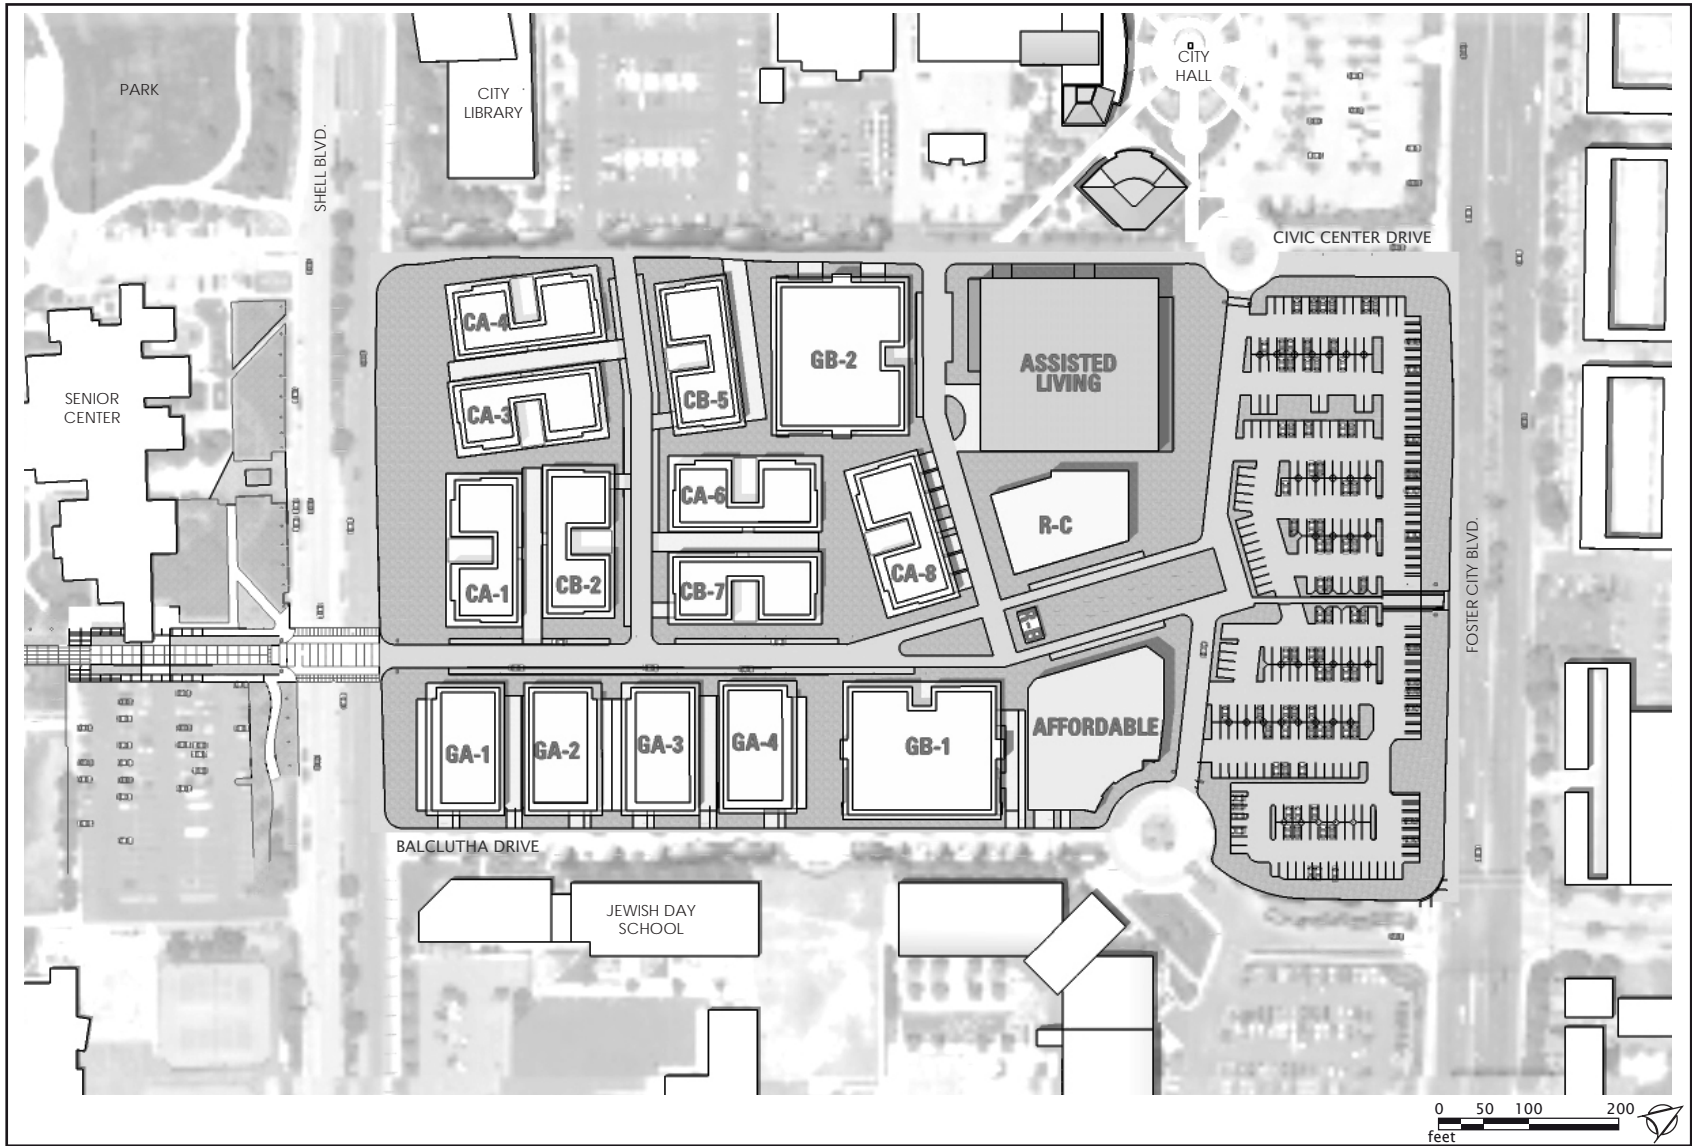 PARK
CITY
LIBRARY
CITY
HALL
SHELL BLVD.
CIVIC CENTER DRIVE
CA-4
CB-5
GB-2
ASSISTED
LIVING
SENIOR
CENTER
CA-3
CA-6
R-C
CA-1
CB-2
CB-7
CA-8
FOSTER CITY BLVD.
GA-1
GA-2
GA-3
GA-4
GB-1
AFFORDABLE
BALCLUTHA DRIVE
JEWISH DAY
SCHOOL
0 50 100 200
feet